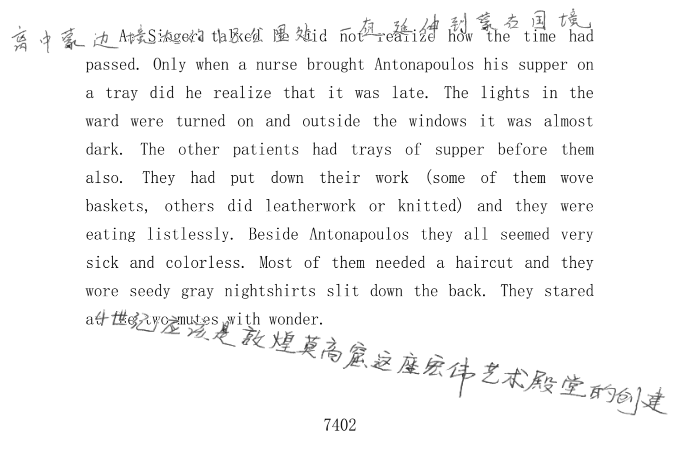 离中蒙边境 一直延伸到蒙古国境
As Singer talked he did not realize how the time had
passed. Only when a nurse brought Antonapoulos his supper on
a tray did he realize that it was late. The lights in the
ward were turned on and outside the windows it was almost
dark. The other patients had trays of supper before them
also. They had put down their work (some of them wove
baskets, others did leatherwork or knitted) and they were
eating listlessly. Beside Antonapoulos they all seemed very
sick and colorless. Most of them needed a haircut and they
wore seedy gray nightshirts slit down the back. They stared
at the two mutes with wonder.
4世纪应该是敦煌莫高窟这座宏伟艺术殿堂的创建
7402